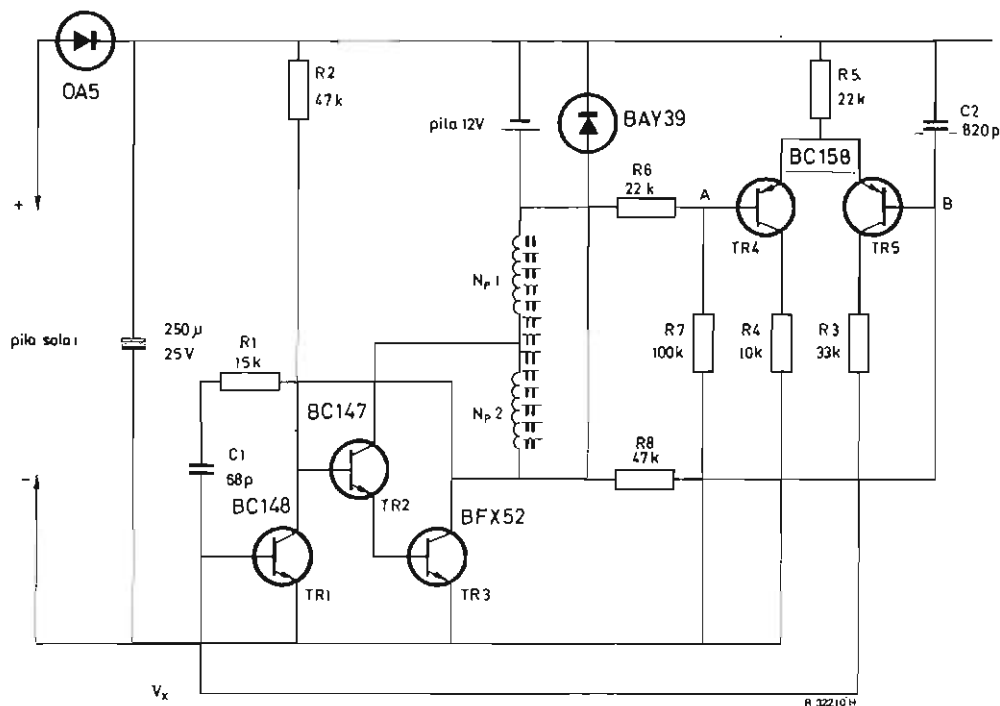 OA5
R2
47k
pila 12V
BAY39
R5
22k
C2
820p
BC158
R6
22 k
A
B
TR4
TR5
+
Np1
pila solar
250µ
25V
R1
15k
R7
100k
R4
10k
R3
33k
BC147
Np2
C1
68p
R8
47k
-
BC148
TR2
BFX52
TR1
TR3
Vx